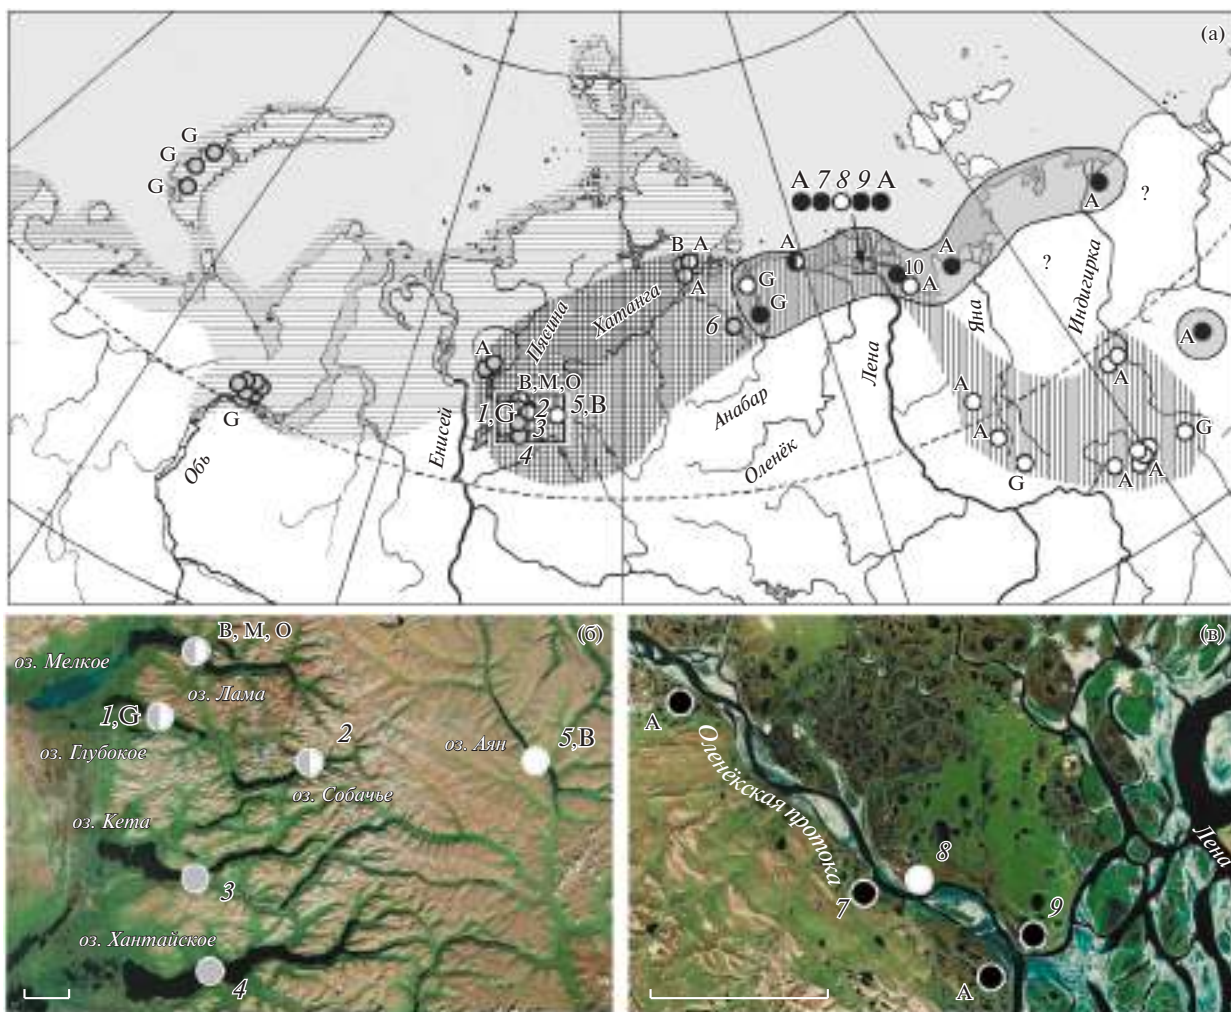 (а)
G
G
G
А 7 8 9 А
А
?
В А
А
А
А
10
А
?
G
G
6
Пясина
Хатанга
Индигирка
Яна
Лена
А
А
В, М, О
1,G
2
5,В
3
4
Енисей
Анабар
Оленёк
G
Обь
А
А
А
G
G
А
А
(б)
В, М, О
оз. Мелкое
оз. Лама
1,G
2
5,В
оз. Глубокое
оз. Аян
оз. Собачье
оз. Кета
3
оз. Хантайское
4
(в)
А
Оленёкская протока
8
Лена
7
9
А